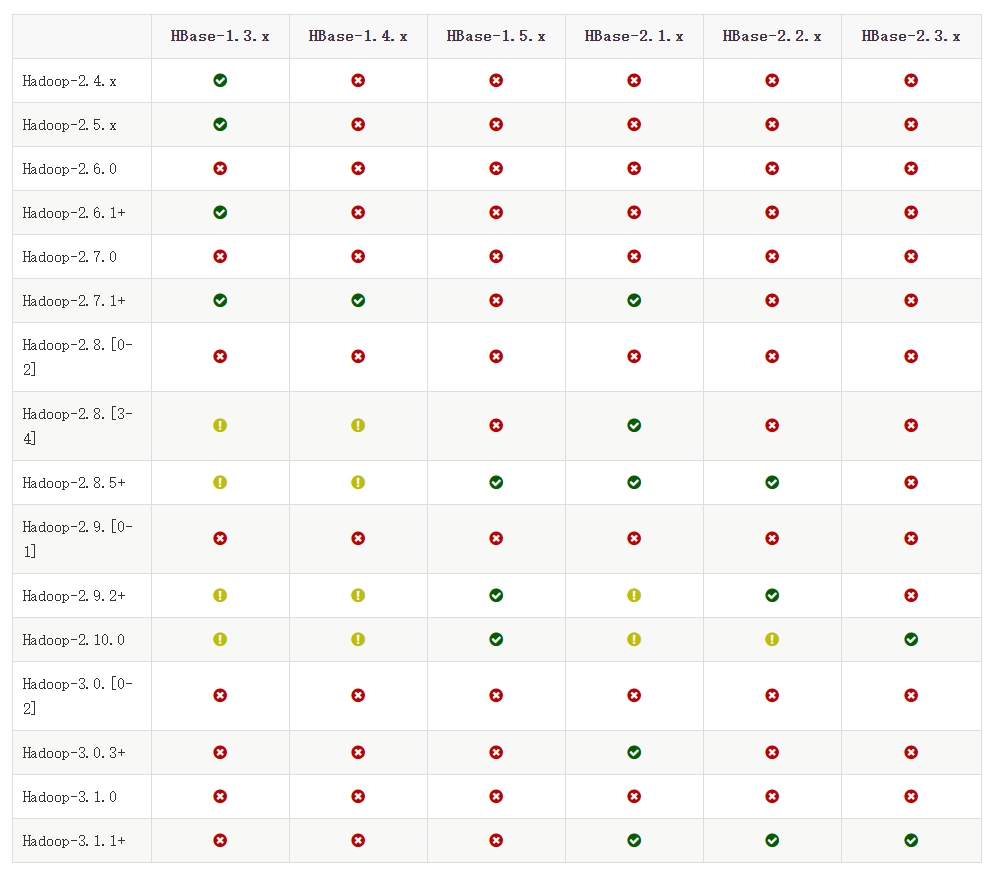 HBase-1.3.x HBase-1.4.x HBase-1.5.x HBase-2.1.x HBase-2.2.x HBase-2.3.x
Hadoop-2.4.x
Hadoop-2.5.x
Hadoop-2.6.0
Hadoop-2.6.1+
Hadoop-2.7.0
Hadoop-2.7.1+
Hadoop-2.8.[0-
2]
Hadoop-2.8.[3-
4]
Hadoop-2.8.5+
Hadoop-2.9.[0-
1]
Hadoop-2.9.2+
Hadoop-2.10.0
Hadoop-3.0.[0-
2]
Hadoop-3.0.3+
Hadoop-3.1.0
Hadoop-3.1.1+